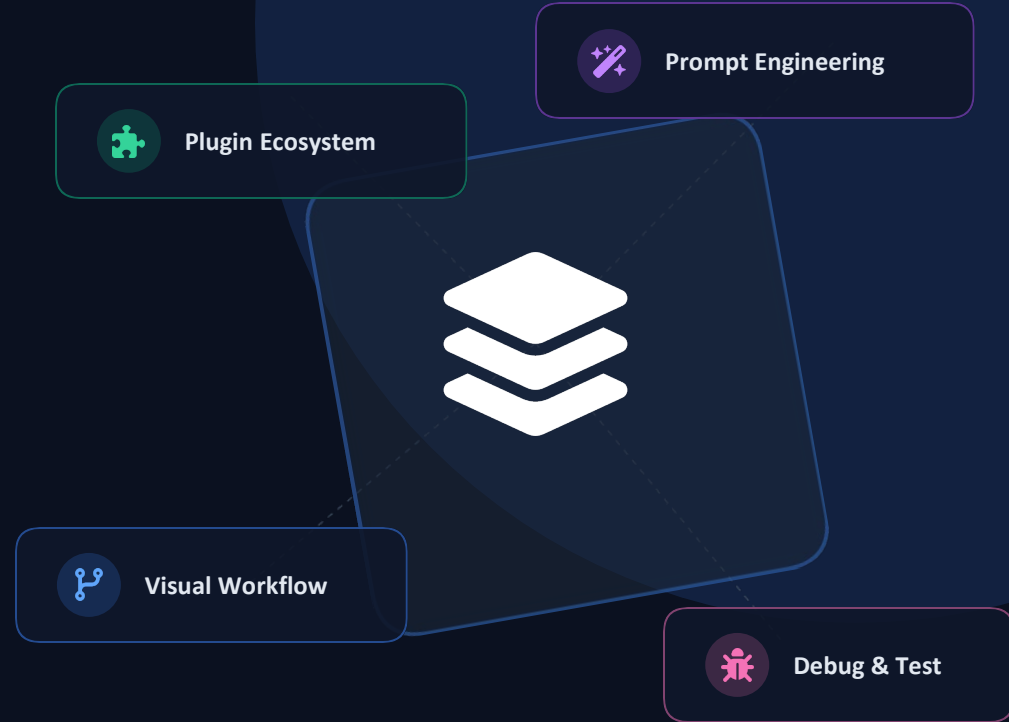 Prompt Engineering
Plugin Ecosystem
Visual Workflow
Debug & Test